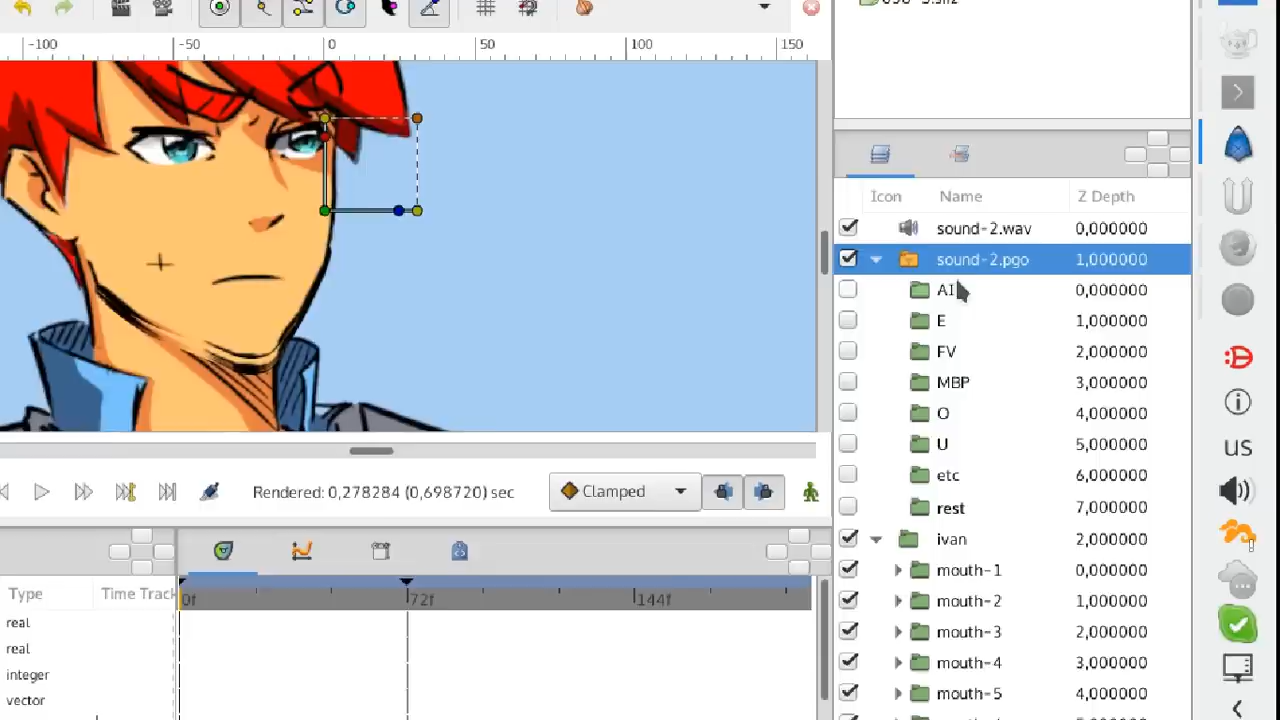 -100 -50 0 50 100 150
Icon Name Z Depth
sound-2.wav 0,000000
sound-2.pgo 1,000000
AI 0,000000
E 1,000000
FV 2,000000
MBP 3,000000
O 4,000000
U 5,000000
etc 6,000000
rest 7,000000
ivan 2,000000
mouth-1 0,000000
mouth-2 1,000000
mouth-3 2,000000
mouth-4 3,000000
mouth-5 4,000000
Rendered: 0,278284 (0,698720) sec
Clamped
Type Time Track
0f 72f 144f
real
real
integer
vector
US